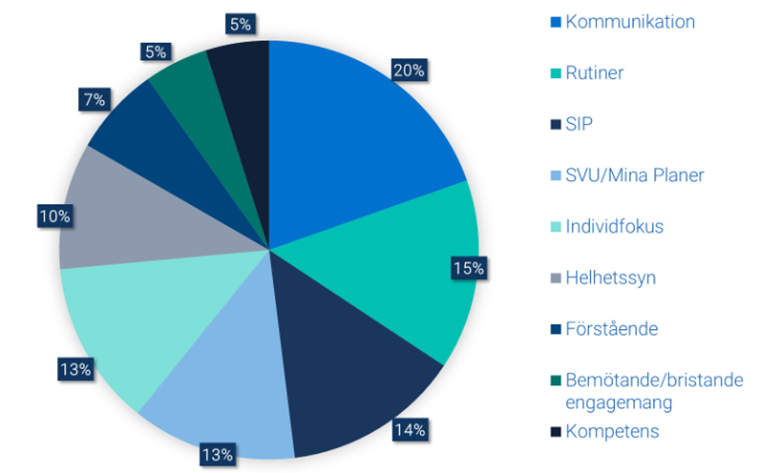 5%
5%
20%
7%
10%
15%
13%
14%
13%
Kommunikation
Rutiner
SIP
SVU/Mina Planer
Individfokus
Helhetssyn
Förstående
Bemötande/bristande
engagemang
Kompetens